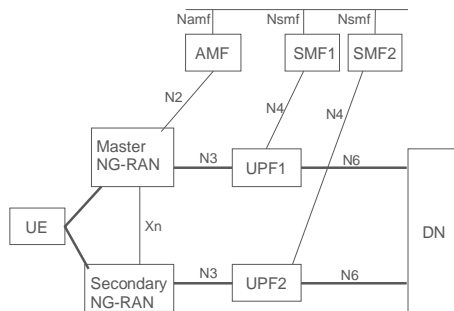 Namf
Nsmf
Nsmf
AMF
SMF1
SMF2
N2
N4
N4
Master
NG-RAN
N3
UPF1
N6
UE
Xn
DN
Secondary
NG-RAN
N3
UPF2
N6